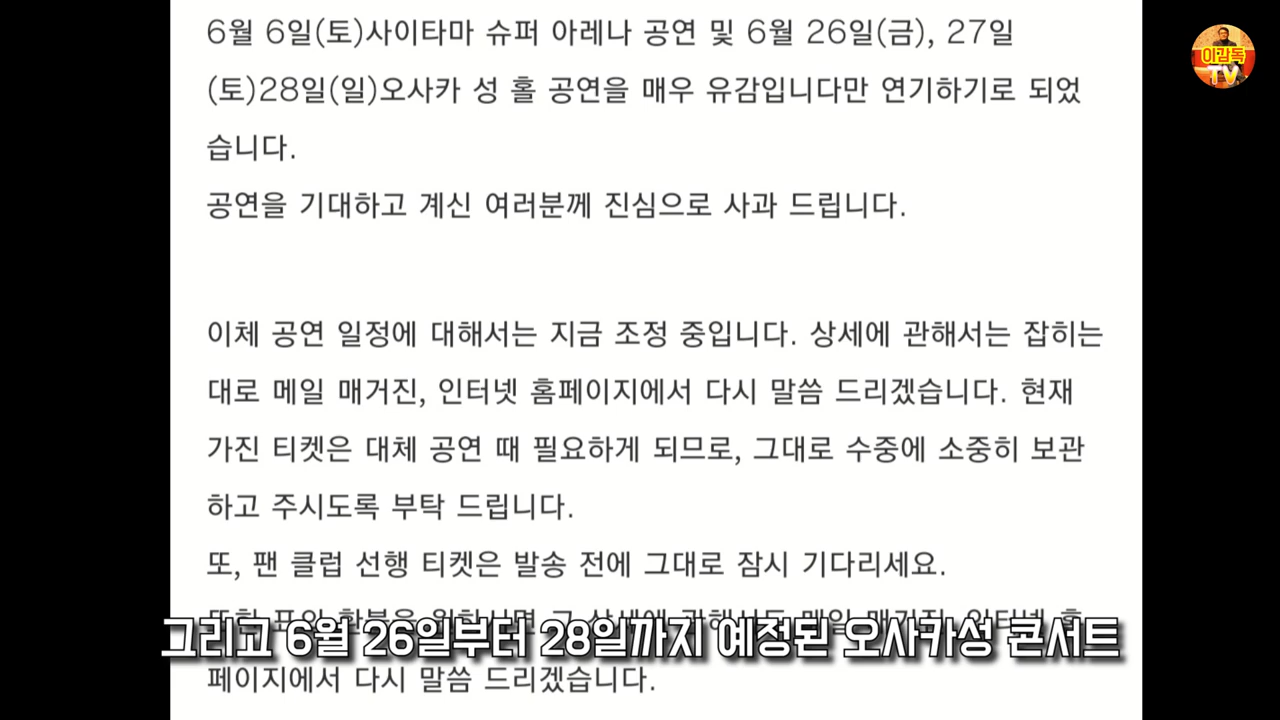 6월 6일(토)사이타마 슈퍼 아레나 공연 및 6월 26일(금), 27일
(토)28일(일)오사카 성 홀 공연을 매우 유감입니다만 연기하기로 되었
습니다.
공연을 기대하고 계신 여러분께 진심으로 사과 드립니다.
이체 공연 일정에 대해서는 지금 조정 중입니다. 상세에 관해서는 잡히는
대로 메일 매거진, 인터넷 홈페이지에서 다시 말씀 드리겠습니다. 현재
가진 티켓은 대체 공연 때 필요하게 되므로, 그대로 수중에 소중히 보관
하고 주시도록 부탁 드립니다.
또, 팬 클럽 선행 티켓은 발송 전에 그대로 잠시 기다리세요.
그리고 6월 26일부터 28일까지 예정된 오사카성 콘서트
페이지에서 다시 말씀 드리겠습니다.
이감독
TV